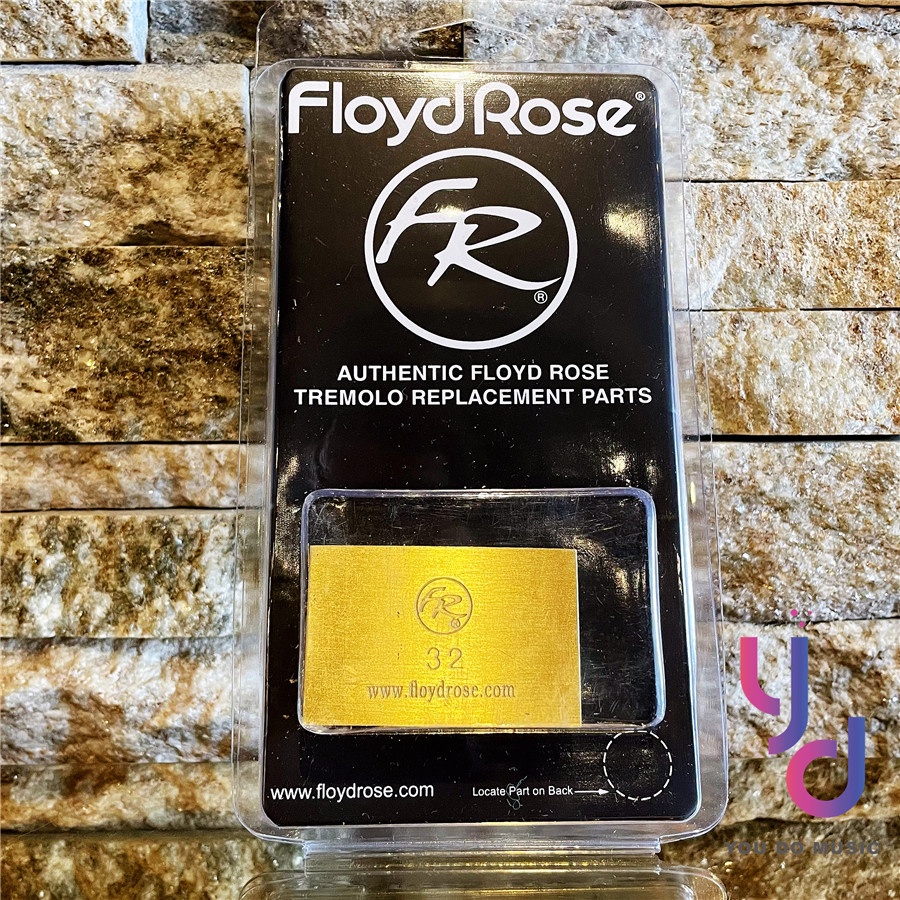 Floyd Rose®
FR®
AUTHENTIC FLOYD ROSE
TREMOLO REPLACEMENT PARTS
FR®
32
www.floydrose.com
www.floydrose.com
Locate Part on Back
yd
YOU DO MUSIC